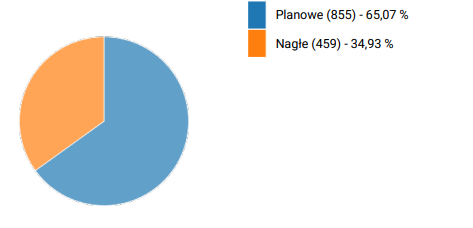 Planowe (855) - 65,07 %
Nagłe (459) - 34,93 %